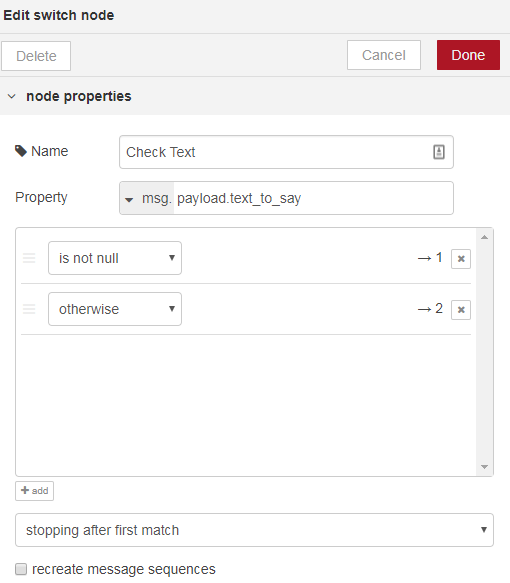 Edit switch node
Delete Cancel Done
node properties
Name Check Text
Property msg. payload.text_to_say
is not null → 1 ×
otherwise → 2 ×
+ add
stopping after first match
recreate message sequences